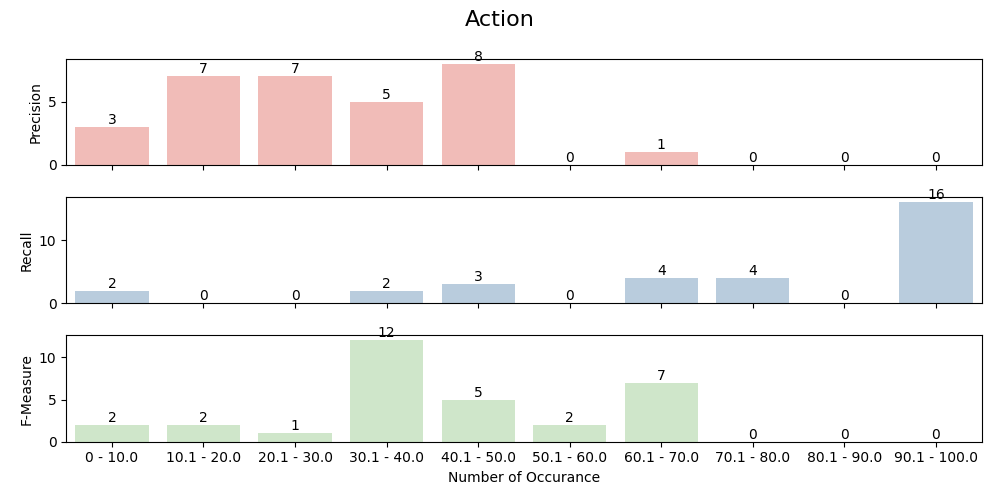 Action
Precision
5
0
3 7 7 5 8 0 1 0 0 0
Recall
10
0
2 0 0 2 3 0 4 4 0 16
F-Measure
10
5
0
2 2 1 12 5 2 7 0 0 0
0 - 10.0 10.1 - 20.0 20.1 - 30.0 30.1 - 40.0 40.1 - 50.0 50.1 - 60.0 60.1 - 70.0 70.1 - 80.0 80.1 - 90.0 90.1 - 100.0
Number of Occurance